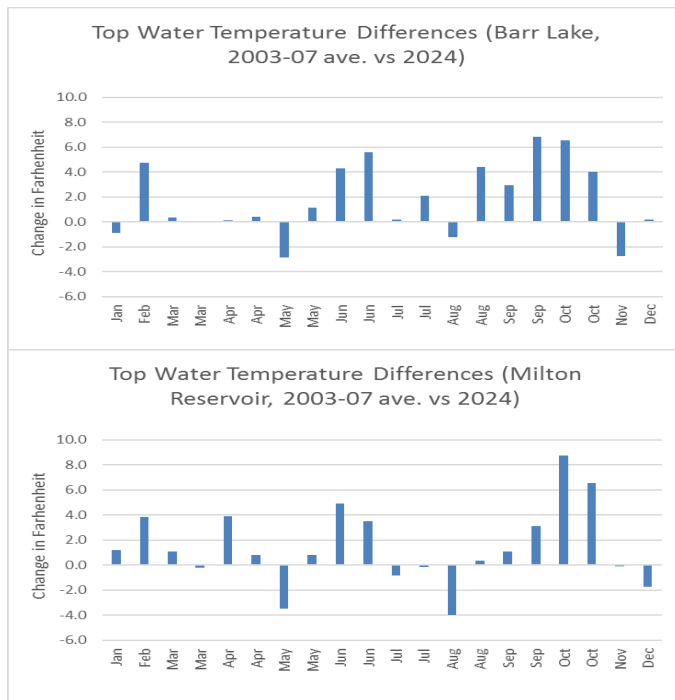 Top Water Temperature Differences (Barr Lake,
2003-07 ave. vs 2024)
Change in Farhenheit
10.0
8.0
6.0
4.0
2.0
0.0
-2.0
-4.0
-6.0
Jan Feb Mar Mar Apr Apr May May Jun Jun Jul Jul Aug Aug Sep Sep Oct Oct Nov Dec
Top Water Temperature Differences (Milton
Reservoir, 2003-07 ave. vs 2024)
Change in Farhenheit
10.0
8.0
6.0
4.0
2.0
0.0
-2.0
-4.0
-6.0
Jan Feb Mar Mar Apr Apr May May Jun Jun Jul Jul Aug Aug Sep Sep Oct Oct Nov Dec